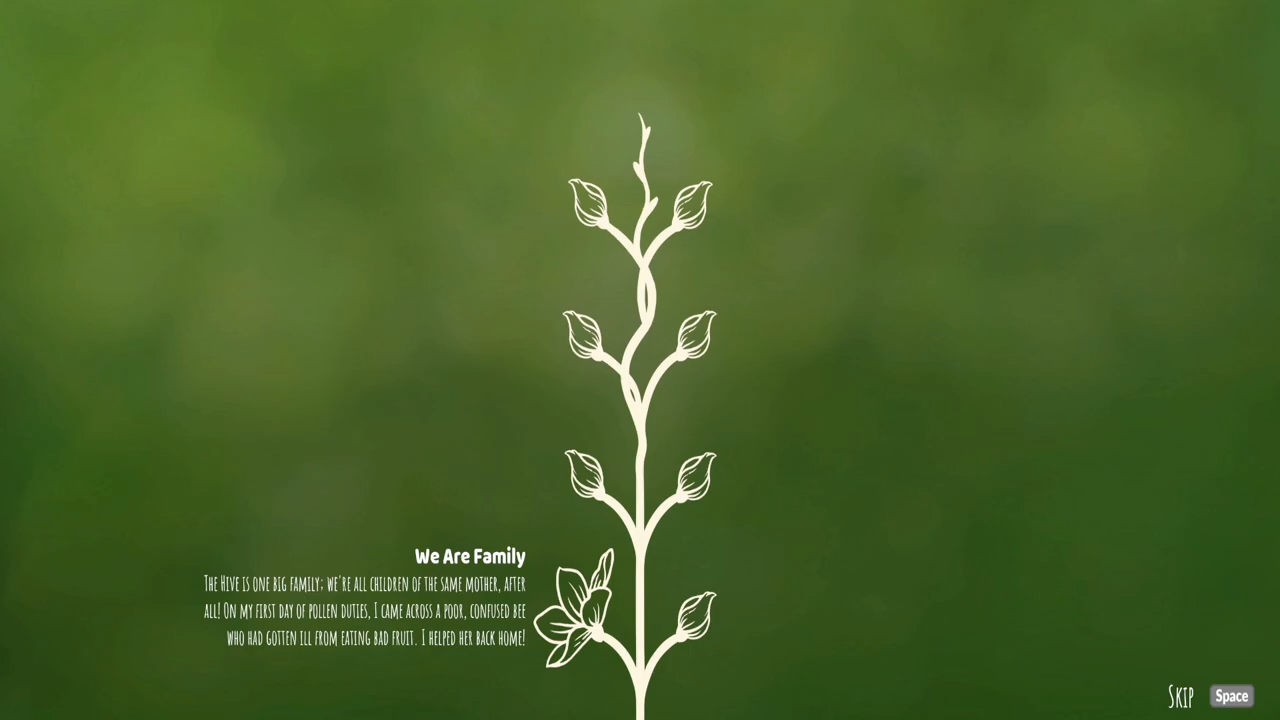 We Are Family
The Hive is one big family; we're all children of the same mother, after
all! On my first day of pollen duties, I came across a poor, confused bee
who had gotten ill from eating bad fruit. I helped her back home!
Skip Space